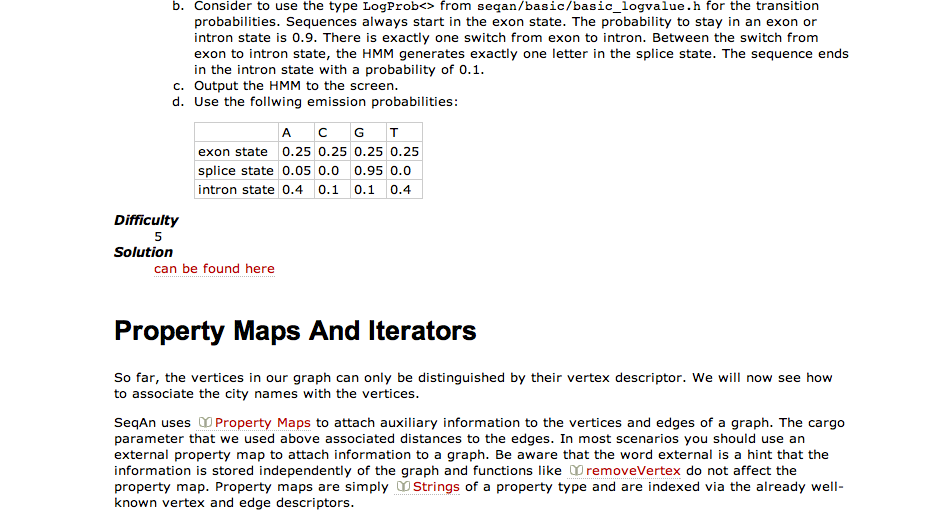 b. Consider to use the type LogProb<> from seqan/basic/basic_logvalue.h for the transition
probabilities. Sequences always start in the exon state. The probability to stay in an exon or
intron state is 0.9. There is exactly one switch from exon to intron. Between the switch from
exon to intron state, the HMM generates exactly one letter in the splice state. The sequence ends
in the intron state with a probability of 0.1.
c. Output the HMM to the screen.
d. Use the follwing emission probabilities:
A C G T
exon state 0.25 0.25 0.25 0.25
splice state 0.05 0.0 0.95 0.0
intron state 0.4 0.1 0.1 0.4
Difficulty
5
Solution
can be found here
Property Maps And Iterators
So far, the vertices in our graph can only be distinguished by their vertex descriptor. We will now see how
to associate the city names with the vertices.
SeqAn uses Property Maps to attach auxiliary information to the vertices and edges of a graph. The cargo
parameter that we used above associated distances to the edges. In most scenarios you should use an
external property map to attach information to a graph. Be aware that the word external is a hint that the
information is stored independently of the graph and functions like removeVertex do not affect the
property map. Property maps are simply Strings of a property type and are indexed via the already well-
known vertex and edge descriptors.